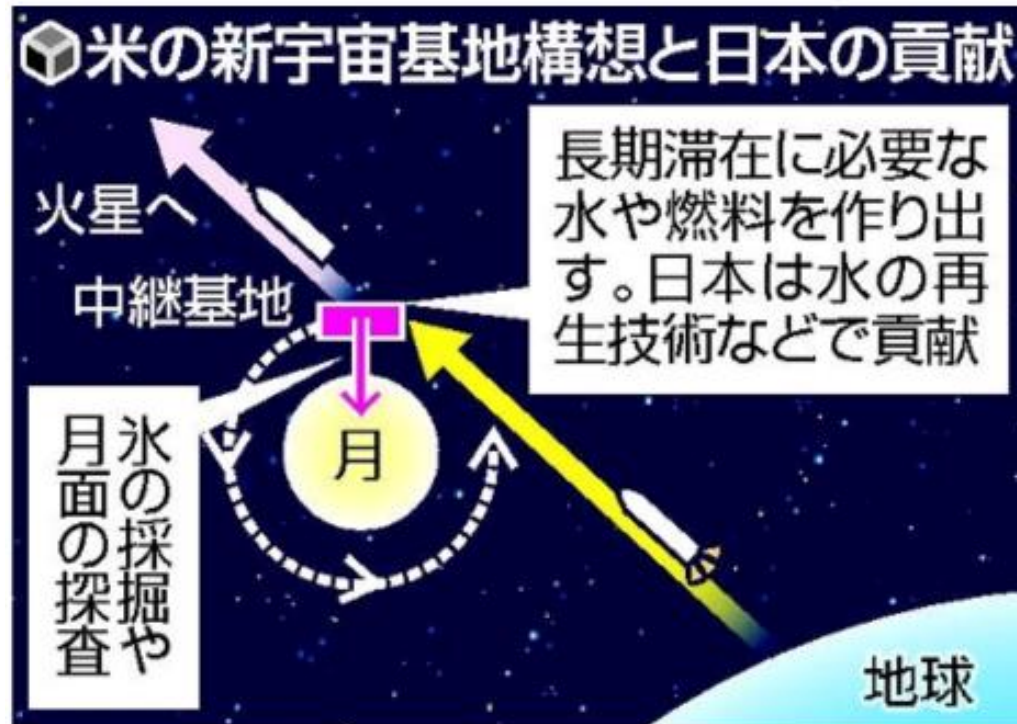 米の新宇宙基地構想と日本の貢献
長期滞在に必要な
水や燃料を作り出
す。日本は水の再
生技術などで貢献
火星へ
中継基地
月
氷の採掘や
月面の探査
地球